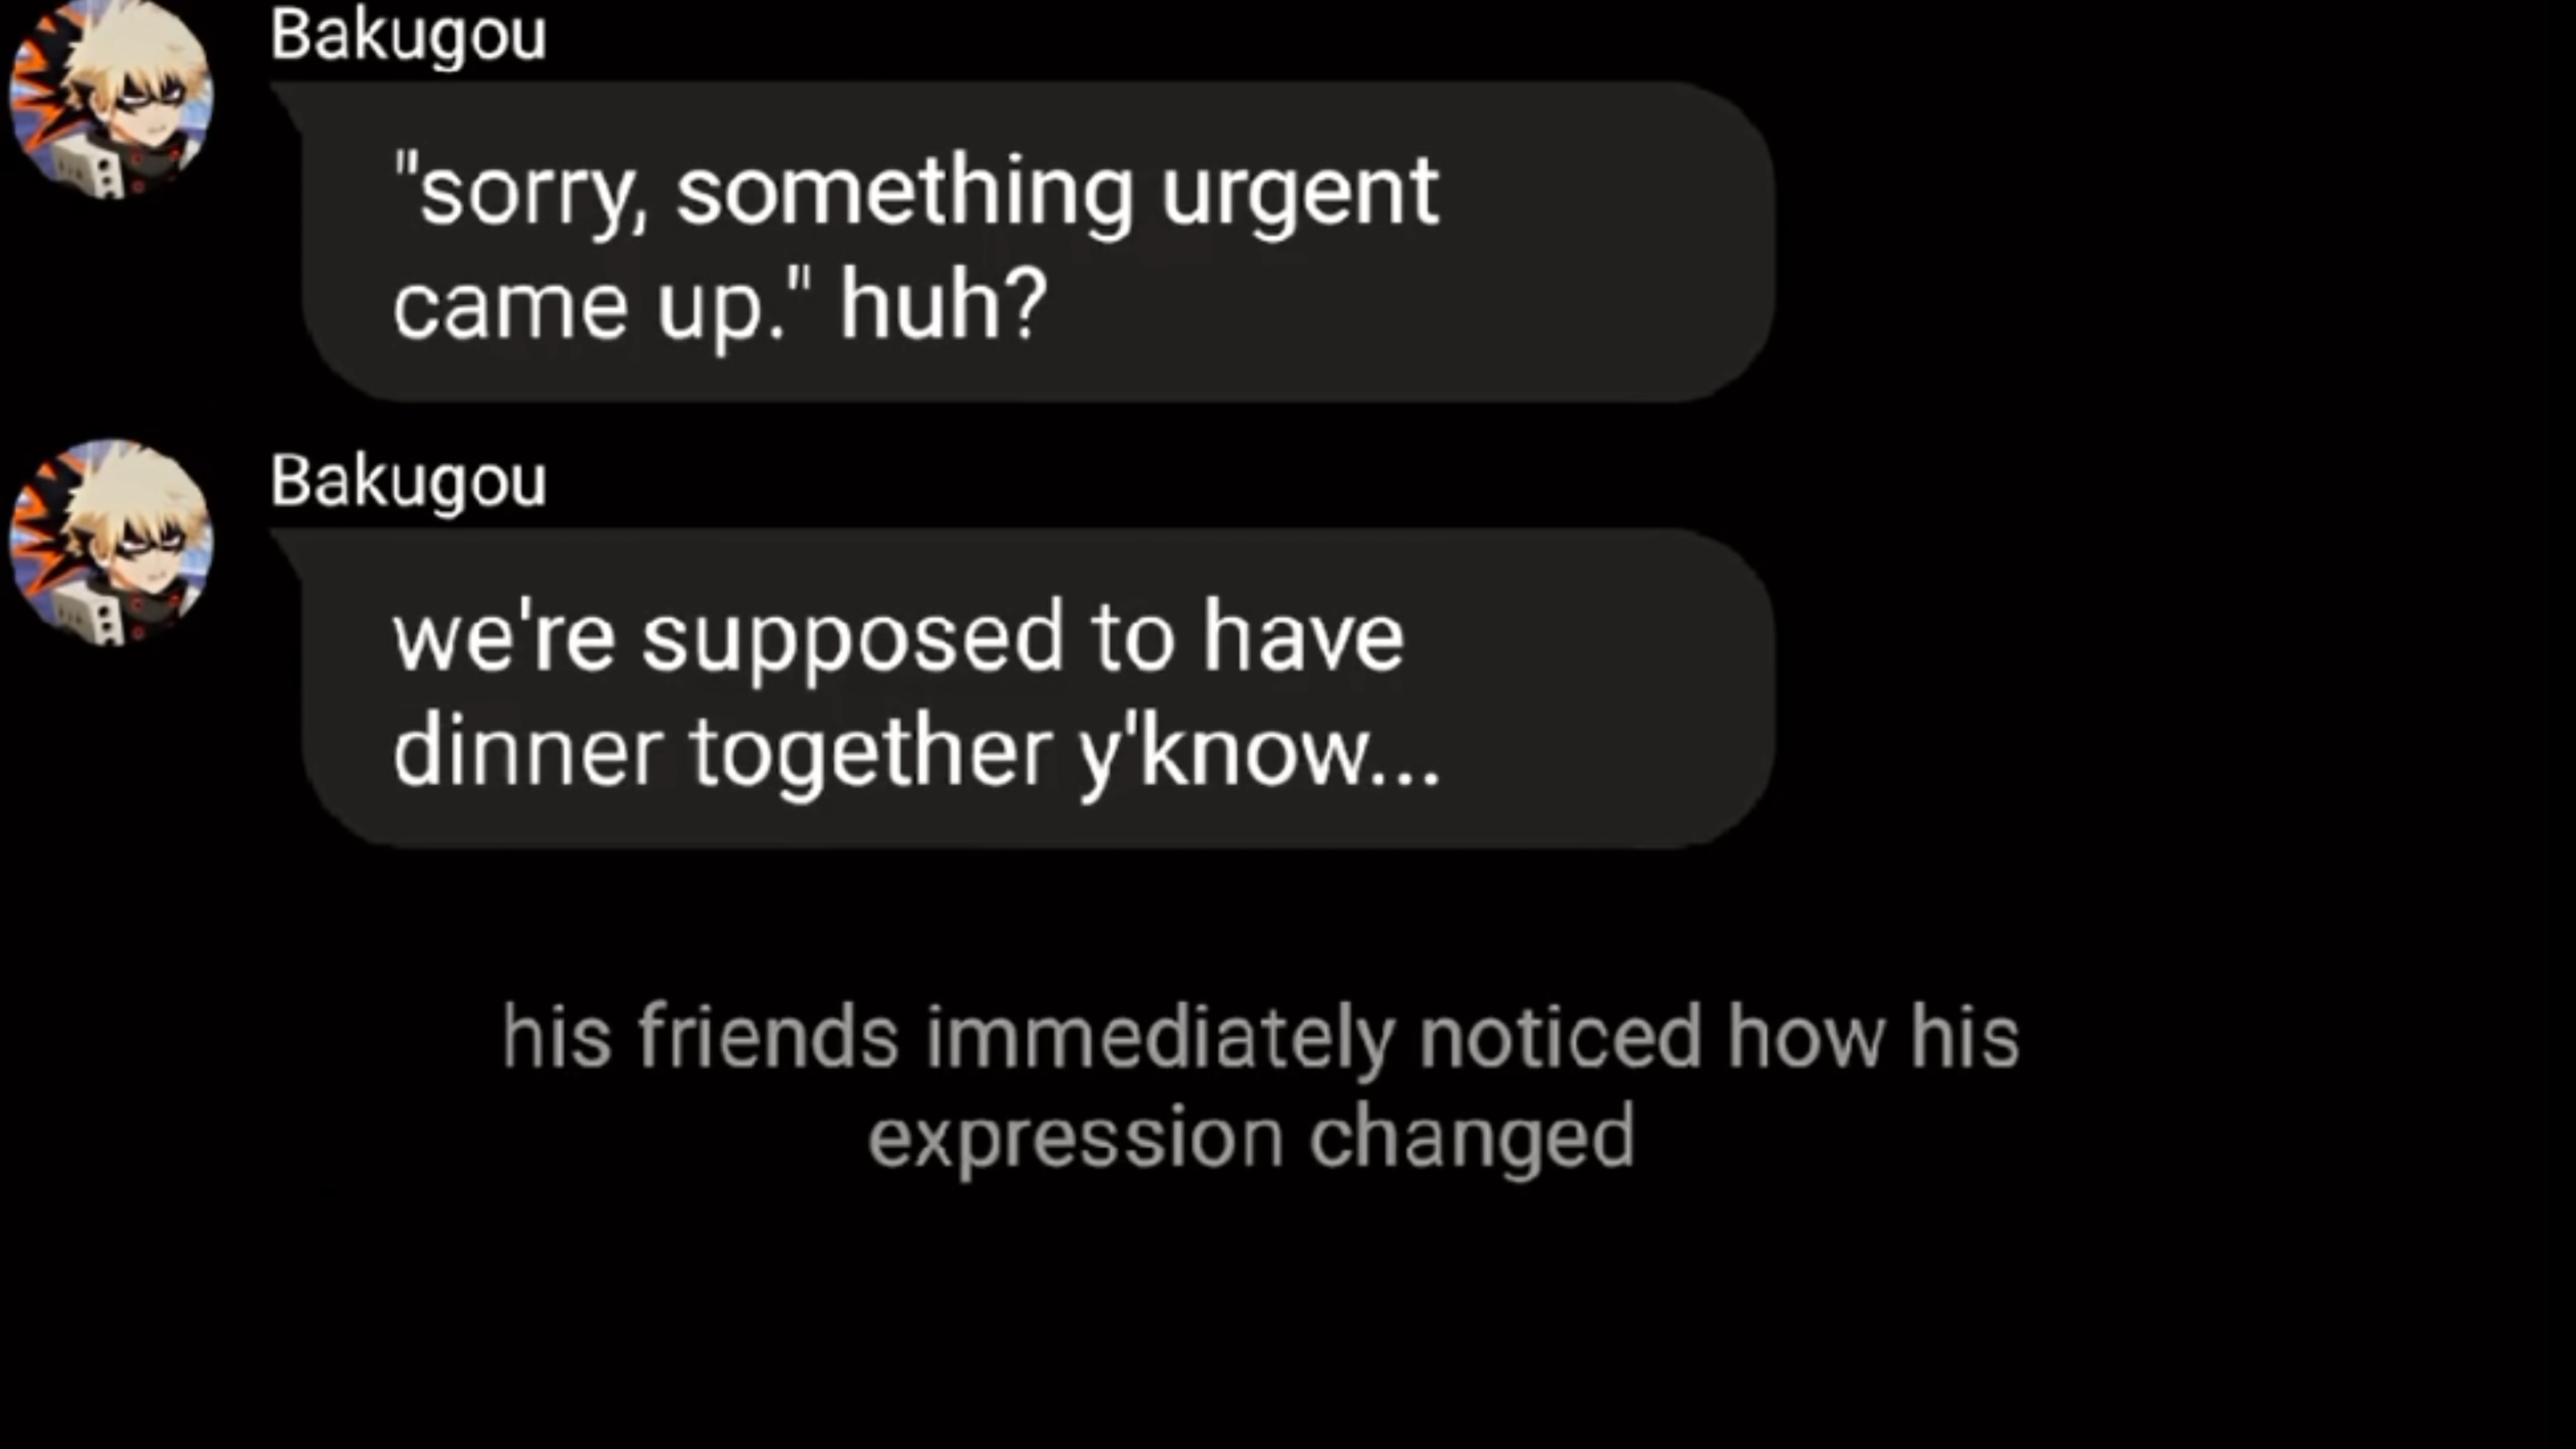 Bakugou
"sorry, something urgent
came up." huh?
Bakugou
we're supposed to have
dinner together y'know...
his friends immediately noticed how his
expression changed